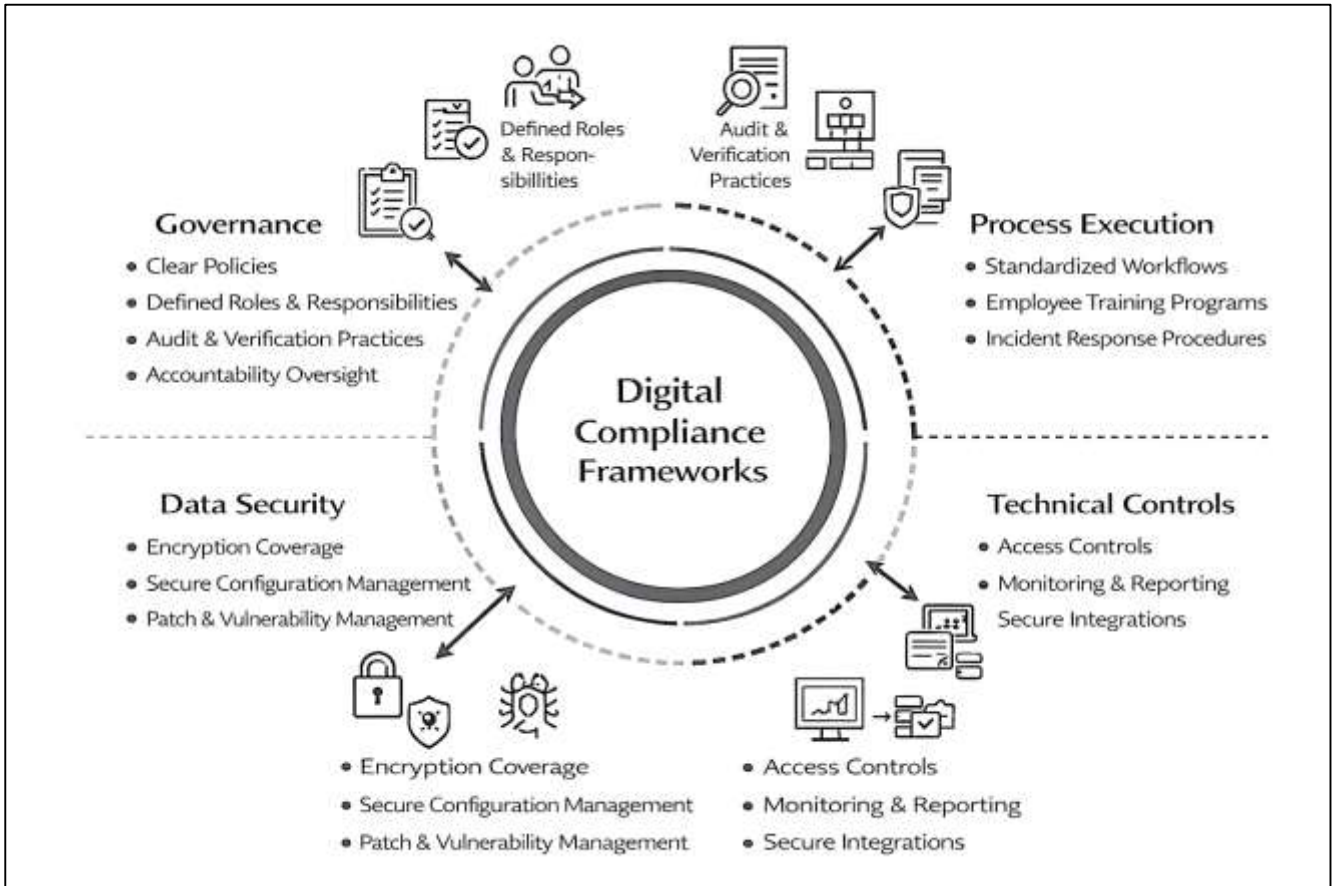 Defined Roles
& Respon-
sibillities
Audit &
Verification
Practices
Governance
• Clear Policies
• Defined Roles & Responsibilities
• Audit & Verification Practices
• Accountability Oversight
Process Execution
• Standardized Workflows
• Employee Training Programs
• Incident Response Procedures
Digital
Compliance
Frameworks
Data Security
• Encryption Coverage
• Secure Configuration Management
• Patch & Vulnerability Management
Technical Controls
• Access Controls
• Monitoring & Reporting
Secure Integrations
• Encryption Coverage
• Secure Configuration Management
• Patch & Vulnerability Management
• Access Controls
• Monitoring & Reporting
• Secure Integrations